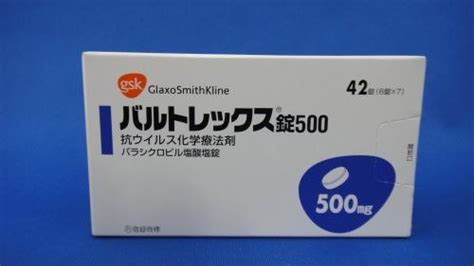 gsk GlaxoSmithKline
42錠(6錠×7)
バルトレックス®錠500
抗ウイルス化学療法剤
バラシクロビル塩酸塩錠
500mg